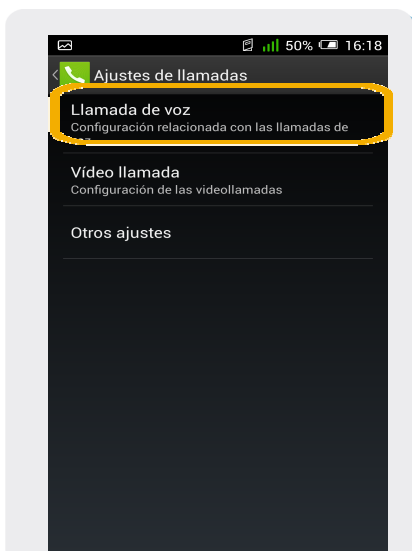 50% 16:18
Ajustes de llamadas
Llamada de voz
Configuración relacionada con las llamadas de
voz
Vídeo llamada
Configuración de las videollamadas
Otros ajustes